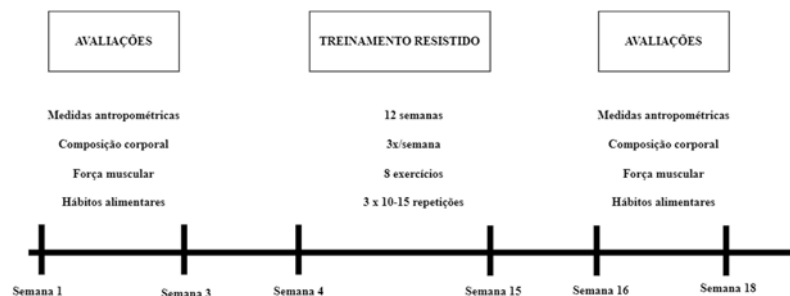 AVALIAÇÕES
TREINAMENTO RESISTIDO
AVALIAÇÕES
Medidas antropométricas
12 semanas
Medidas antropométricas
Composição corporal
3x/semana
Composição corporal
Força muscular
8 exercícios
Força muscular
Hábitos alimentares
3 x 10-15 repetições
Hábitos alimentares
Semana 1
Semana 3
Semana 4
Semana 15
Semana 16
Semana 18